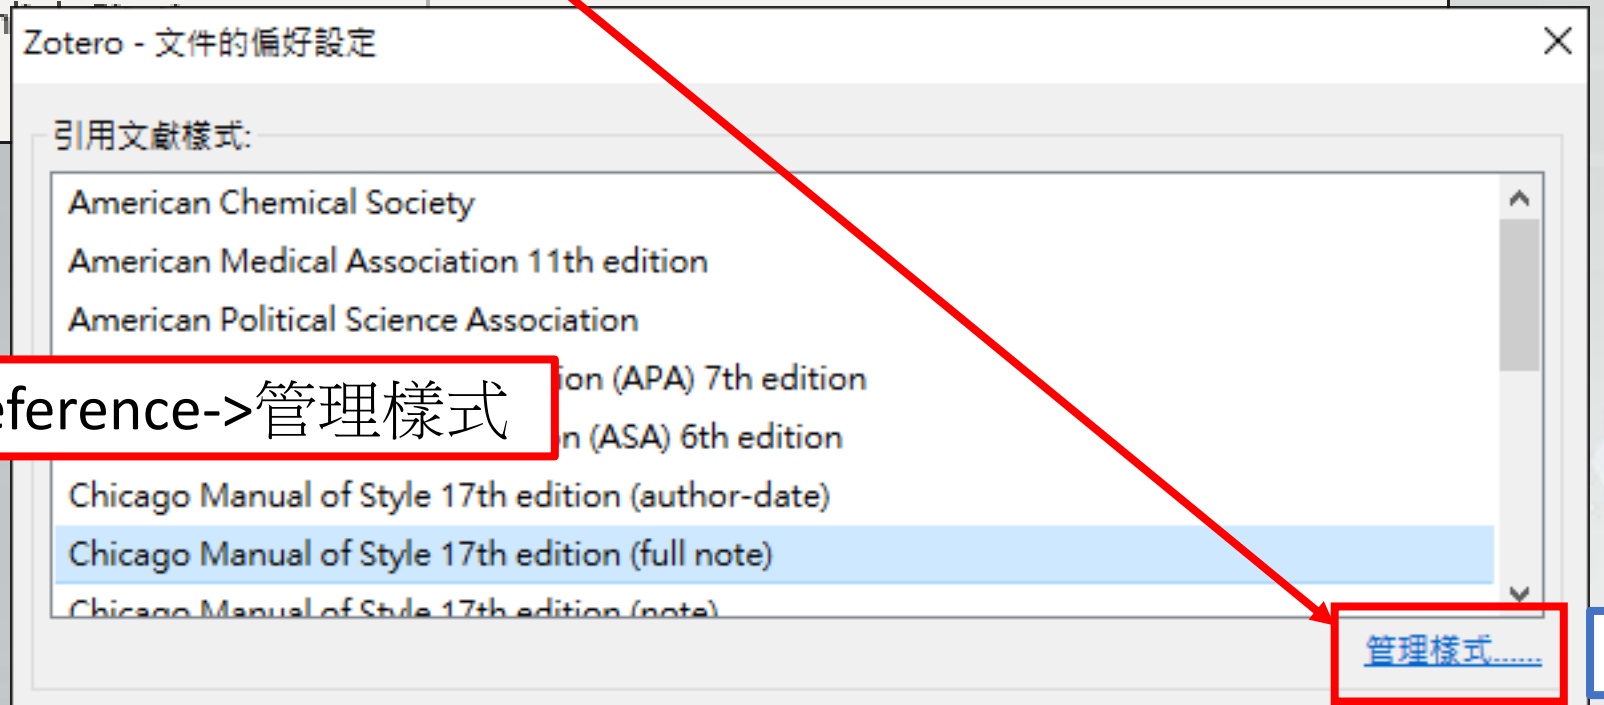 Zotero - 文件的偏好設定
引用文獻樣式:
American Chemical Society
American Medical Association 11th edition
American Political Science Association
(APA) 7th edition
eference->管理樣式
(ASA) 6th edition
Chicago Manual of Style 17th edition (author-date)
Chicago Manual of Style 17th edition (full note)
Chicago Manual of Style 17th edition (note)
管理樣式......